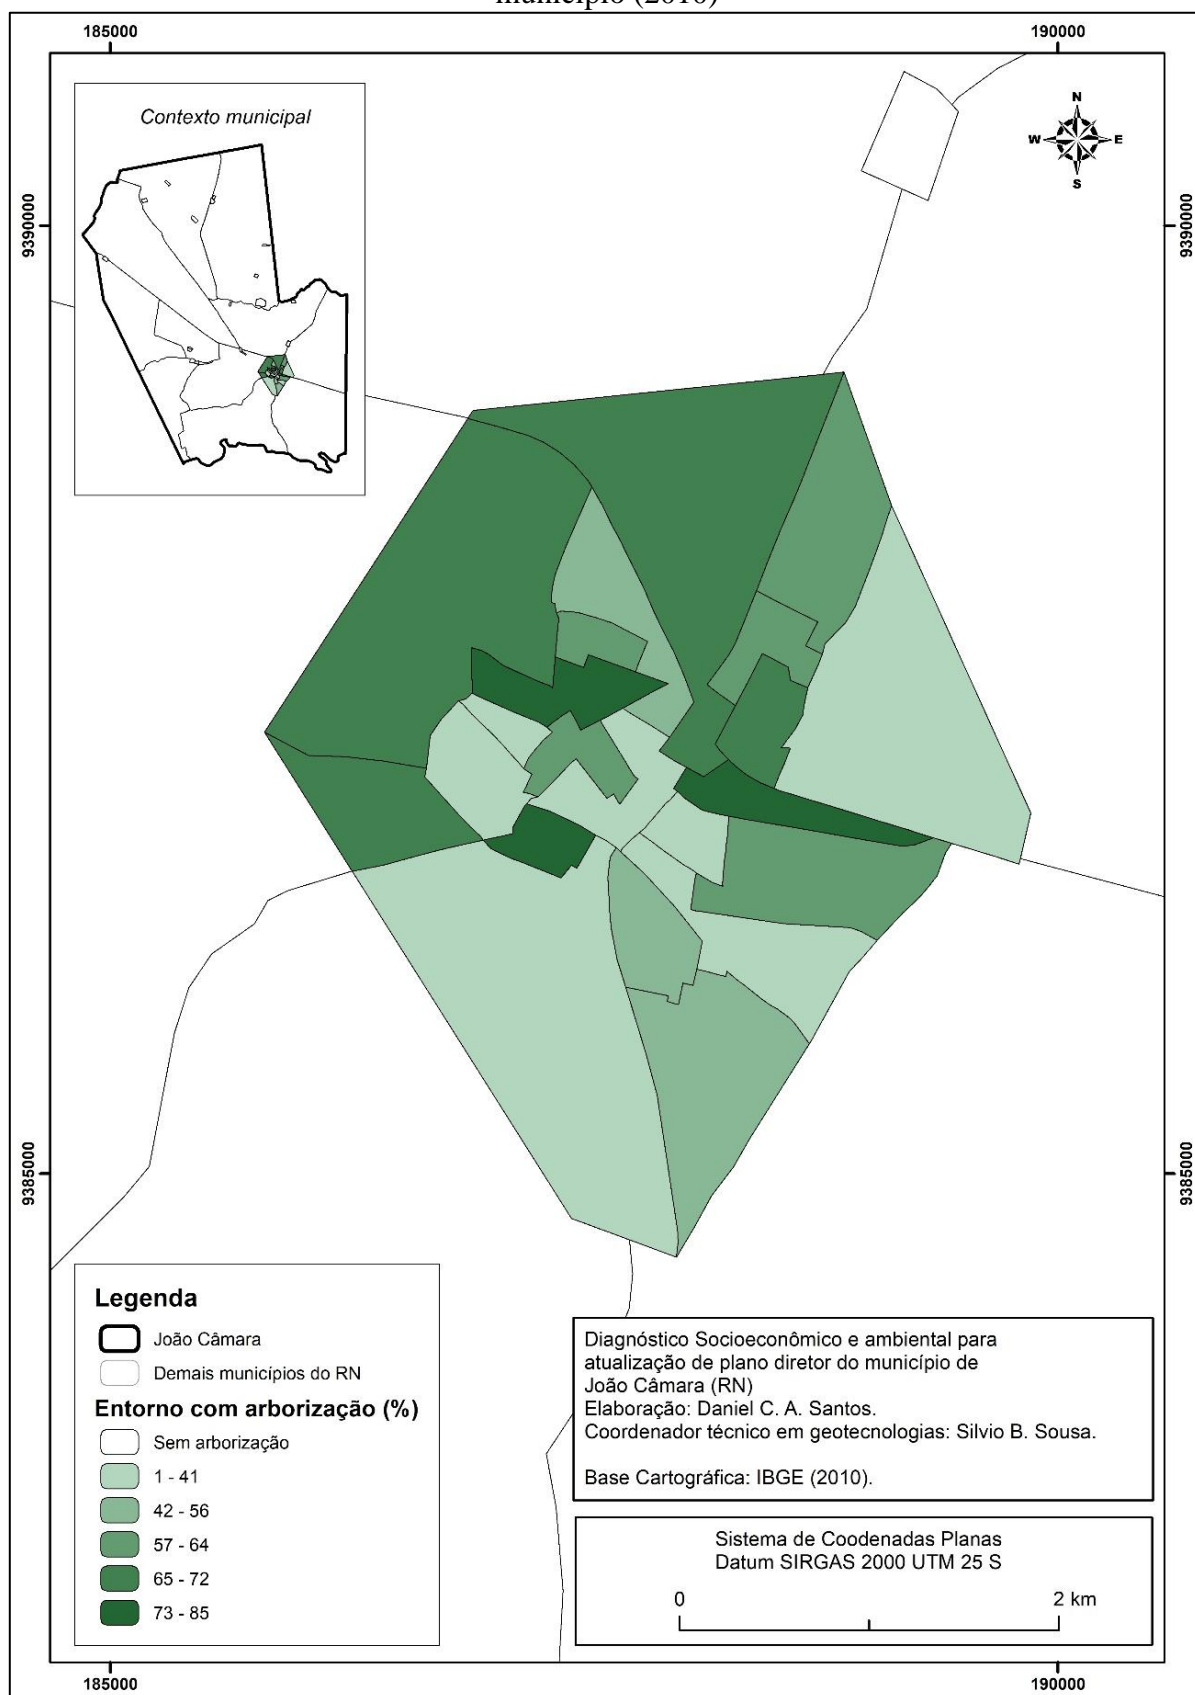 município (2010)
185000
190000
Contexto municipal
N
W
E
S
9390000
9390000
9385000
9385000
Legenda
João Câmara
Demais municípios do RN
Entorno com arborização (%)
Sem arborização
1 - 41
42 - 56
57 - 64
65 - 72
73 - 85
Diagnóstico Socioeconômico e ambiental para
atualização de plano diretor do município de
João Câmara (RN)
Elaboração: Daniel C. A. Santos.
Coordenador técnico em geotecnologias: Silvio B. Sousa.
Base Cartográfica: IBGE (2010).
Sistema de Coodenadas Planas
Datum SIRGAS 2000 UTM 25 S
0
2 km
185000
190000